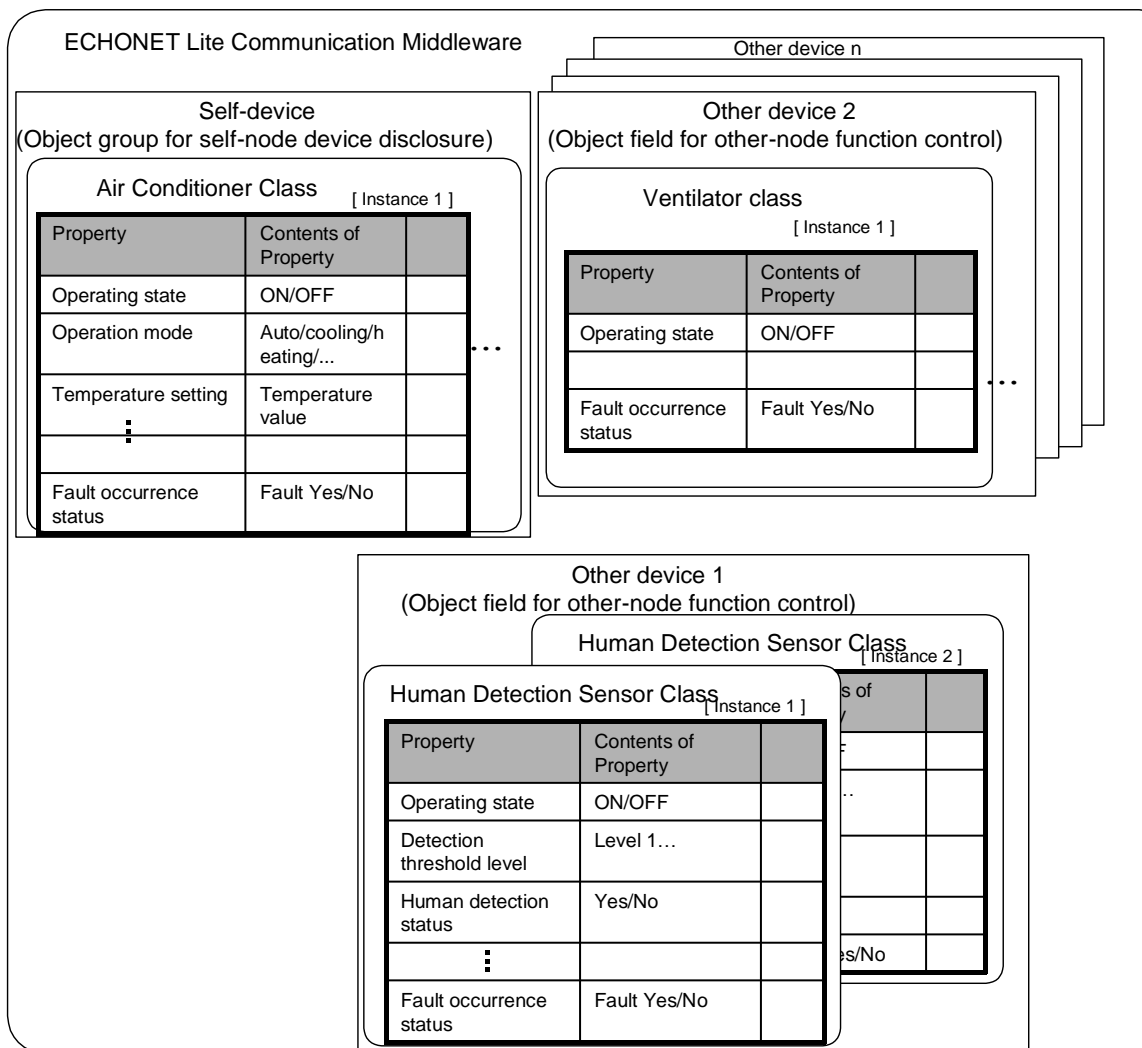 ECHONET Lite Communication Middleware
Other device n
Self-device
(Object group for self-node device disclosure)
Air Conditioner Class
[ Instance 1 ]
Property
Contents of
Property
Operating state
ON/OFF
Operation mode
Auto/cooling/h
eating/...
Temperature setting
Temperature
value
Fault occurrence
status
Fault Yes/No
...
Other device 2
(Object field for other-node function control)
Ventilator class
[ Instance 1 ]
Property
Contents of
Property
Operating state
ON/OFF
Fault occurrence
status
Fault Yes/No
...
Other device 1
(Object field for other-node function control)
Human Detection Sensor Class
[ Instance 2 ]
s of
es/No
Human Detection Sensor Class
[ Instance 1 ]
Property
Contents of
Property
Operating state
ON/OFF
Detection
threshold level
Level 1…
Human detection
status
Yes/No
Fault occurrence
status
Fault Yes/No